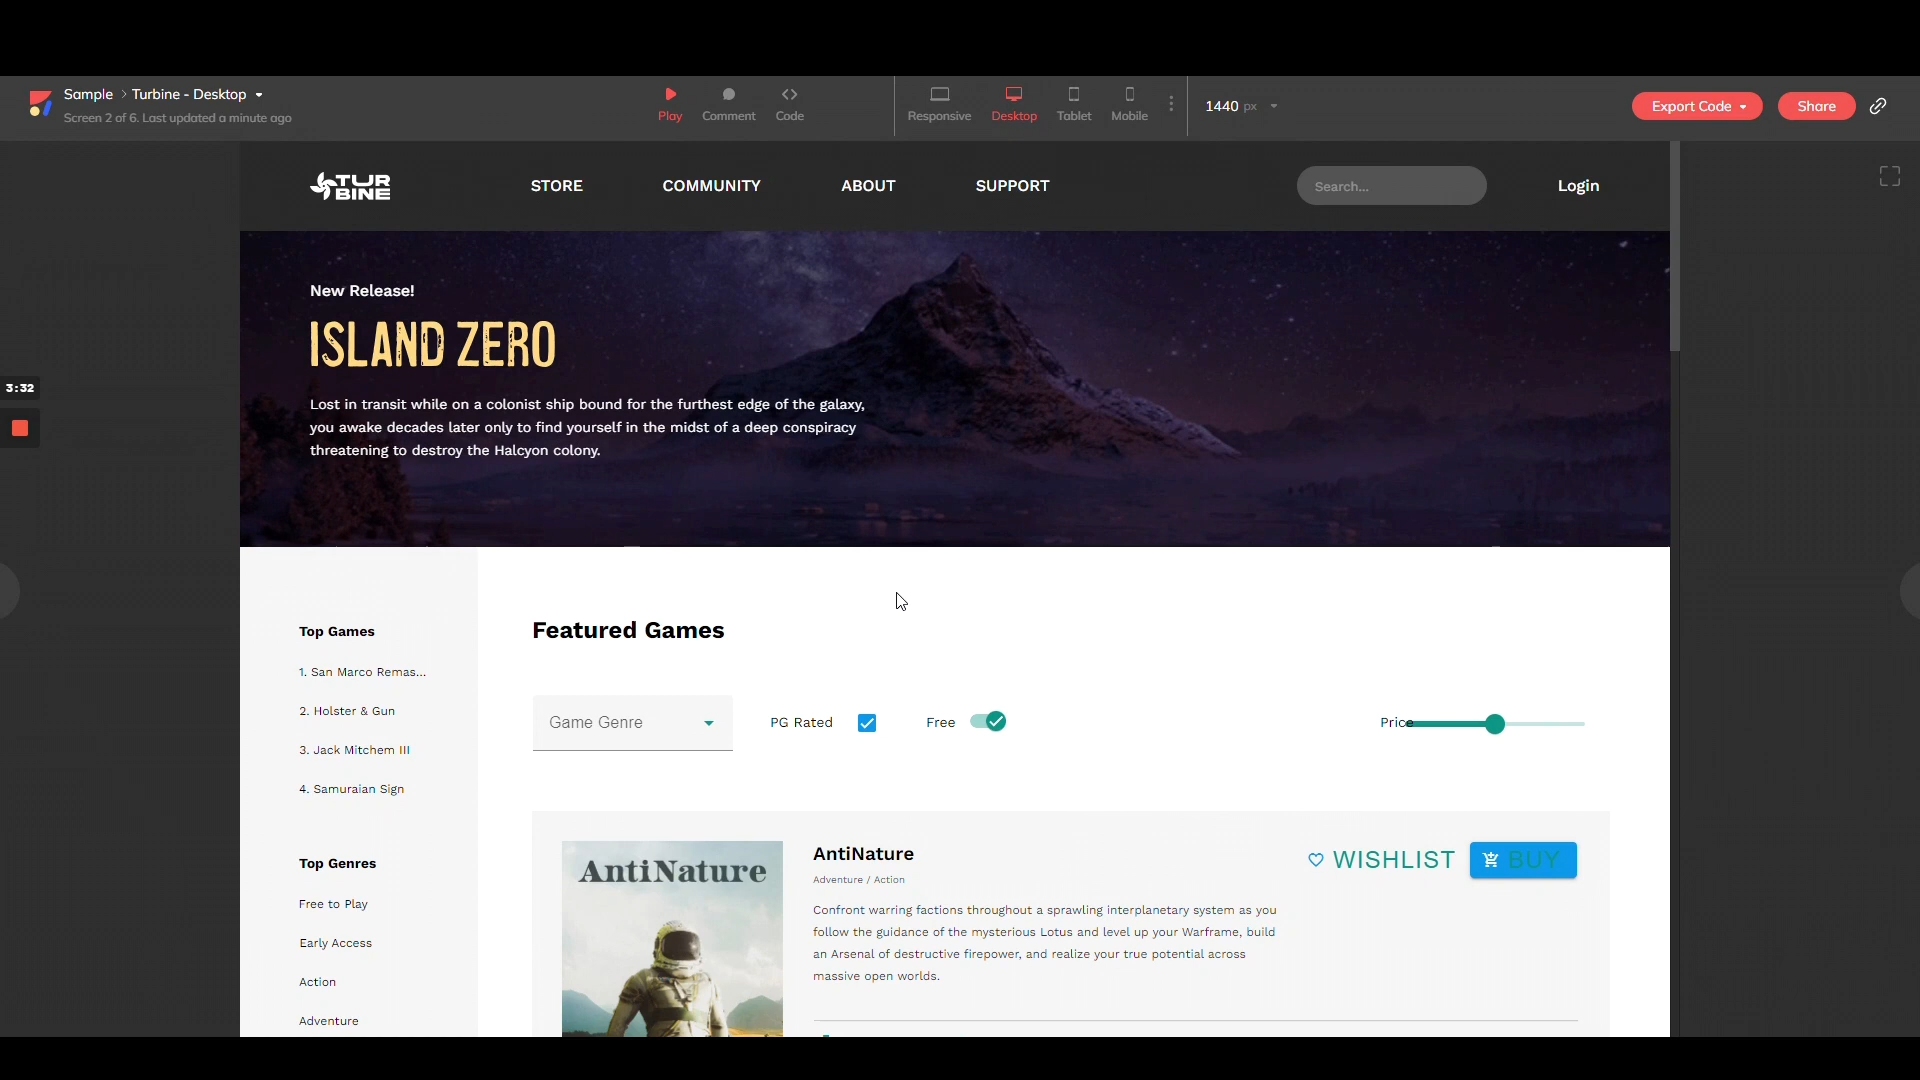 Sample > Turbine - Desktop
Screen 2 of 6. Last updated a minute ago
Play
Comment
Code
Responsive
Desktop
Tablet
Mobile
1440 px
Export Code
Share
TUR
BINE
STORE
COMMUNITY
ABOUT
SUPPORT
Search...
Login
New Release!
ISLAND ZERO
Lost in transit while on a colonist ship bound for the furthest edge of the galaxy,
you awake decades later only to find yourself in the midst of a deep conspiracy
threatening to destroy the Halcyon colony.
3:32
Top Games
1. San Marco Remas...
2. Holster & Gun
3. Jack Mitchem III
4. Samuraian Sign
Top Genres
Free to Play
Early Access
Action
Adventure
Featured Games
Game Genre
PG Rated
Free
Price
AntiNature
AntiNature
Adventure / Action
Confront warring factions throughout a sprawling interplanetary system as you
follow the guidance of the mysterious Lotus and level up your Warframe, build
an Arsenal of destructive firepower, and realize your true potential across
massive open worlds.
WISHLIST
BUY